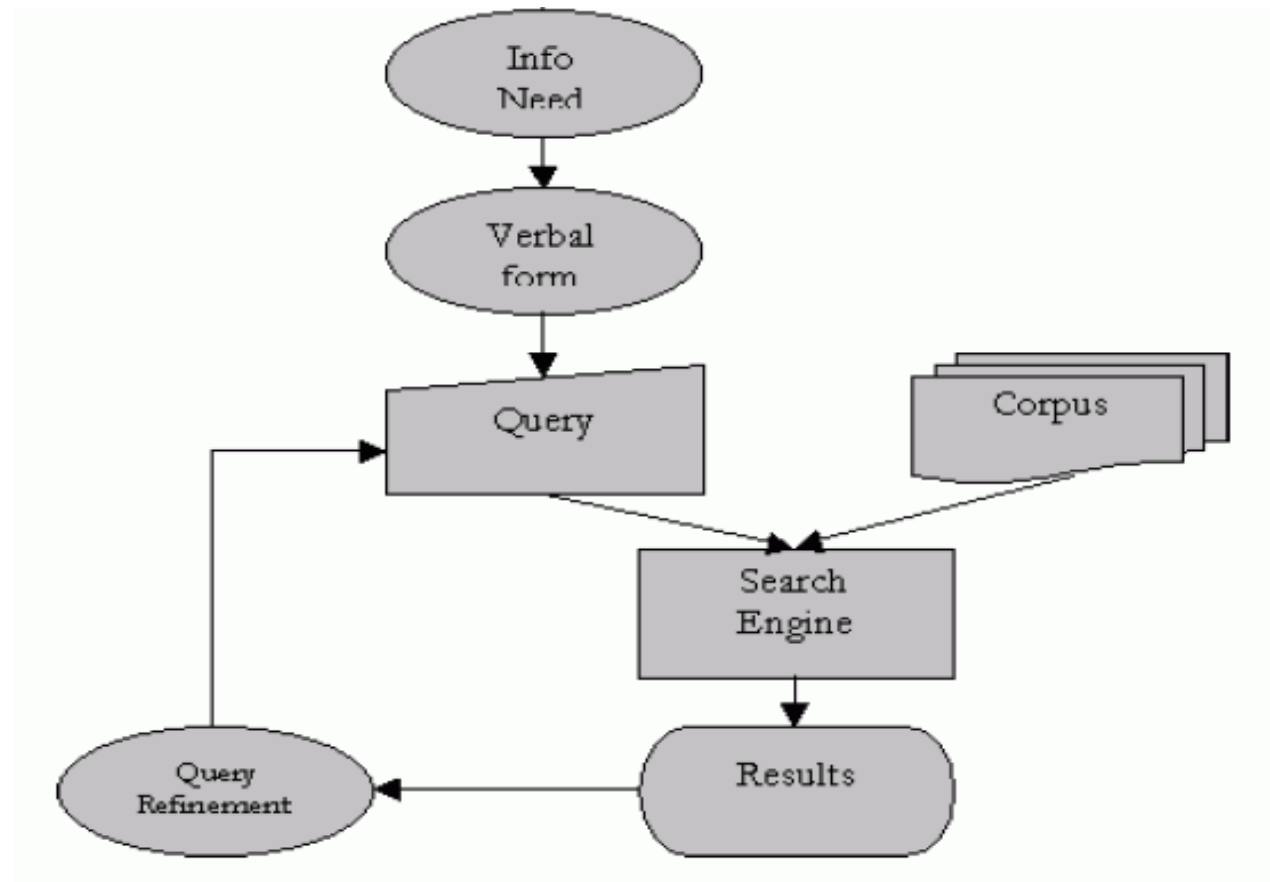 Info
Need
Verbal
form
Query
Corpus
Search
Engine
Results
Query
Refinement